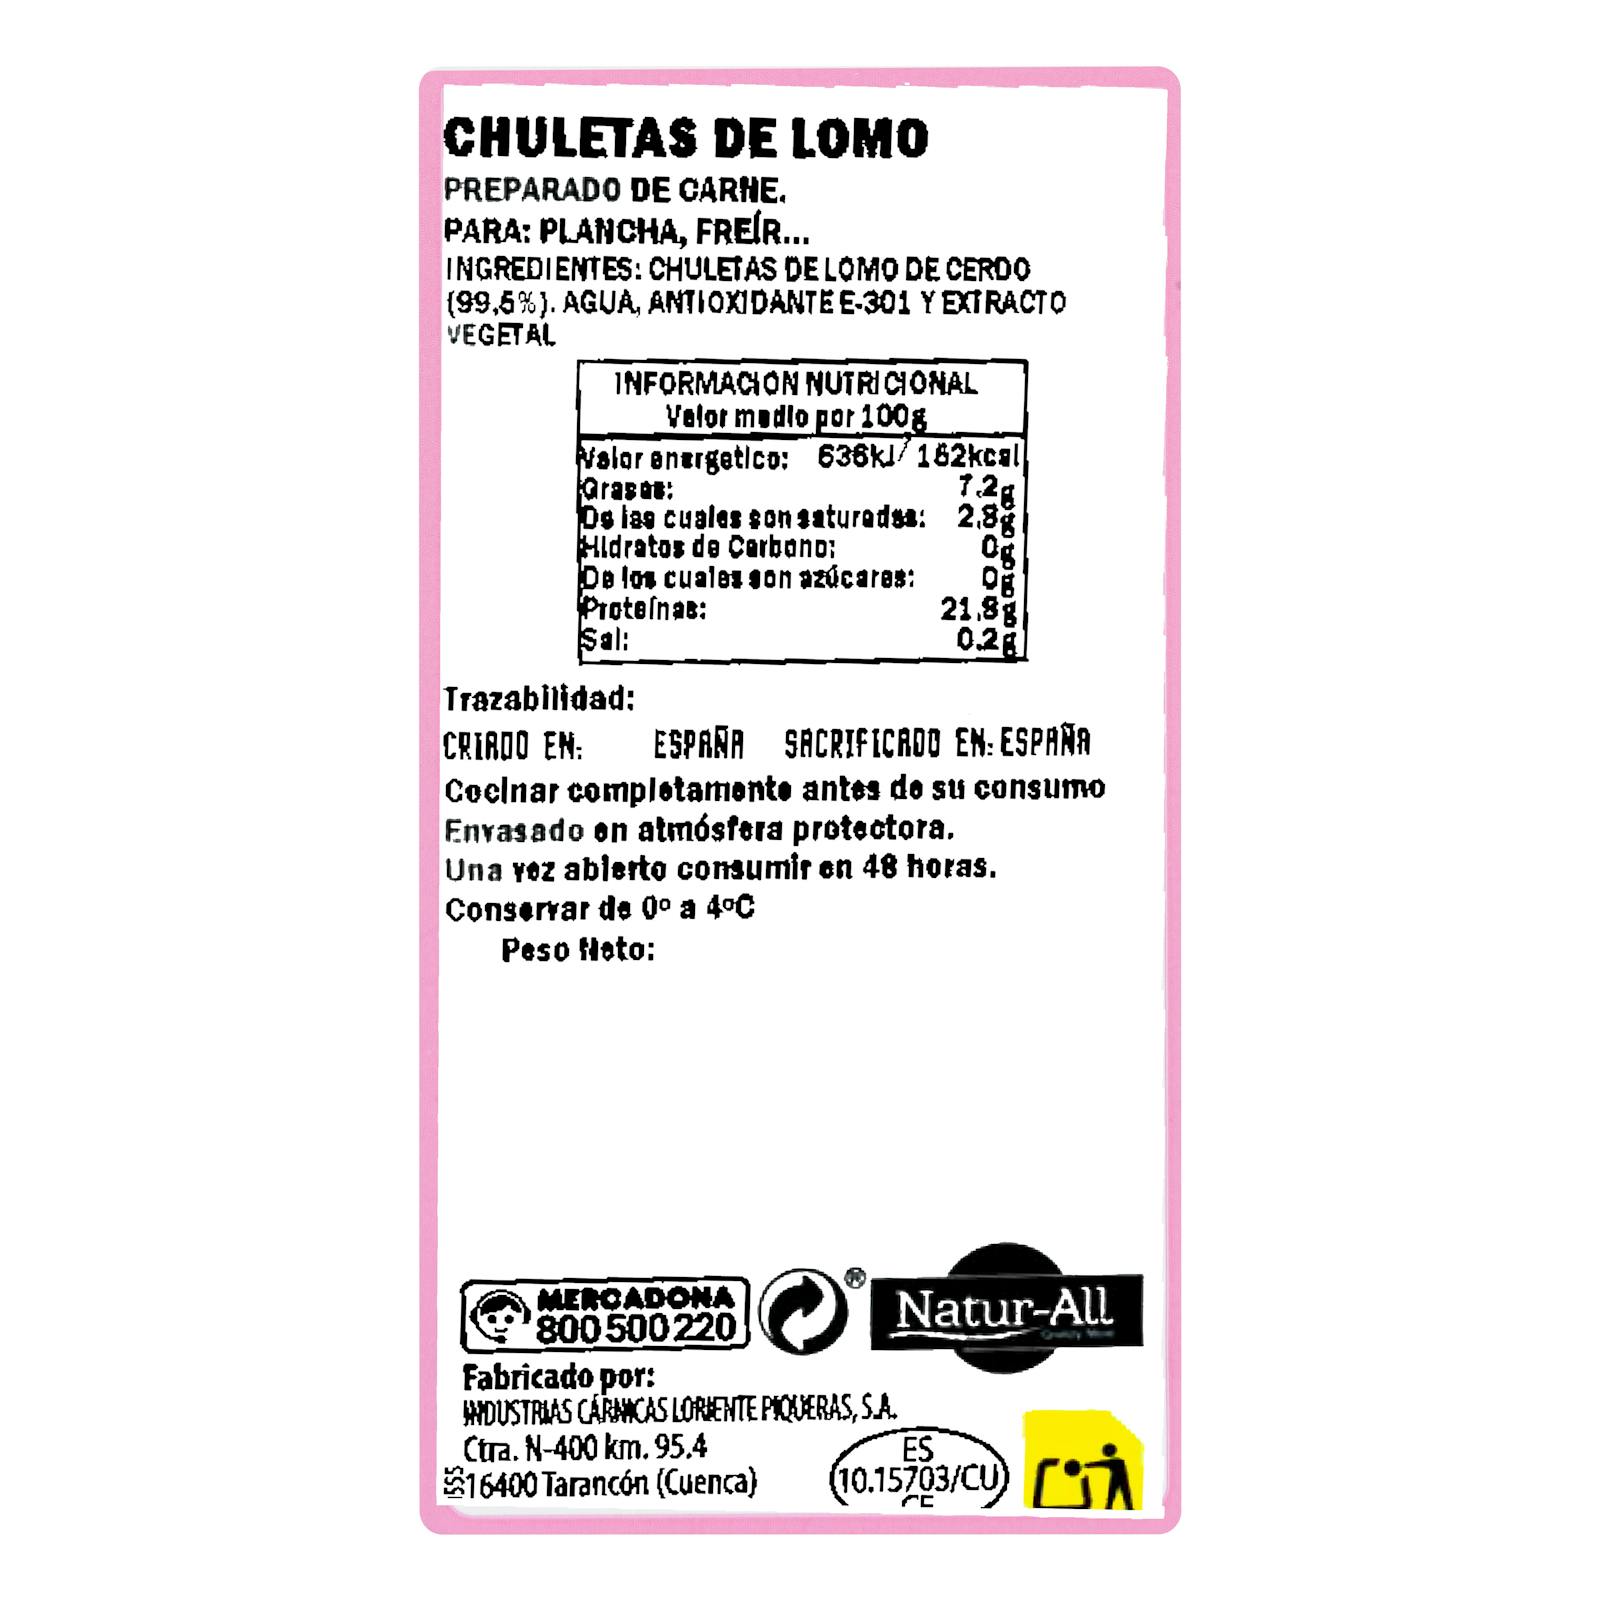 CHULETAS DE LOMO
PREPARADO DE CARNE.
PARA: PLANCHA, FREÍR...
INGREDIENTES: CHULETAS DE LOMO DE CERDO
(99,5%). AGUA, ANTIOXIDANTE E-301 Y EXTRACTO
VEGETAL
INFORMACION NUTRICIONAL
Valor medio por 100g
Valor energetico: 636kJ/ 152kcal
Grasas: 7,2g
De las cuales son saturadas: 2,8g
Hidratos de Carbono: 0g
De los cuales son azúcares: 0g
Proteínas: 21,8g
Sal: 0,2g
Trazabilidad:
CRIADO EN: ESPAÑA SACRIFICADO EN: ESPAÑA
Cocinar completamente antes de su consumo
Envasado en atmósfera protectora.
Una vez abierto consumir en 48 horas.
Conservar de 0º a 4ºC
Peso Neto:
MERCADONA
800 500 220
®
Natur-All
Fabricado por:
INDUSTRIAS CÁRNICAS LORIENTE PIQUERAS, S.A.
Ctra. N-400 km. 95.4
16400 Tarancón (Cuenca)
ES
10.15703/CU
CE